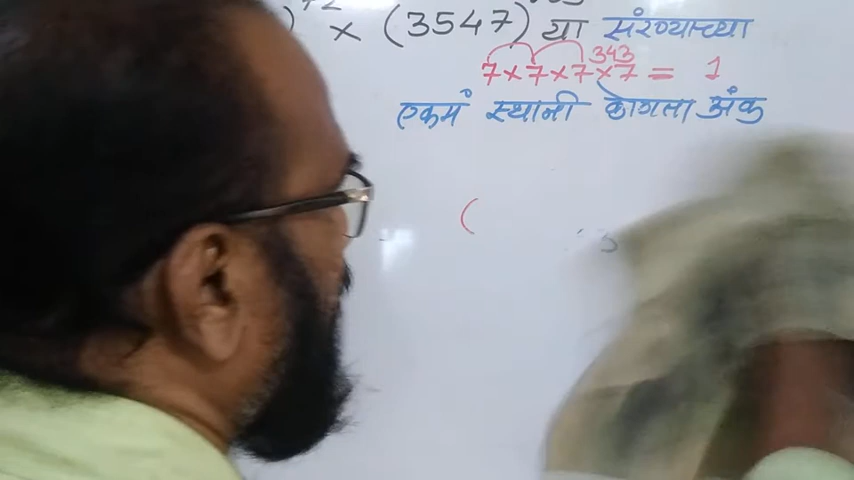 ) × (3547) या संख्याच्या
343
7×7×7×7 = 1
एकमं स्थानी कोणता अंक
(